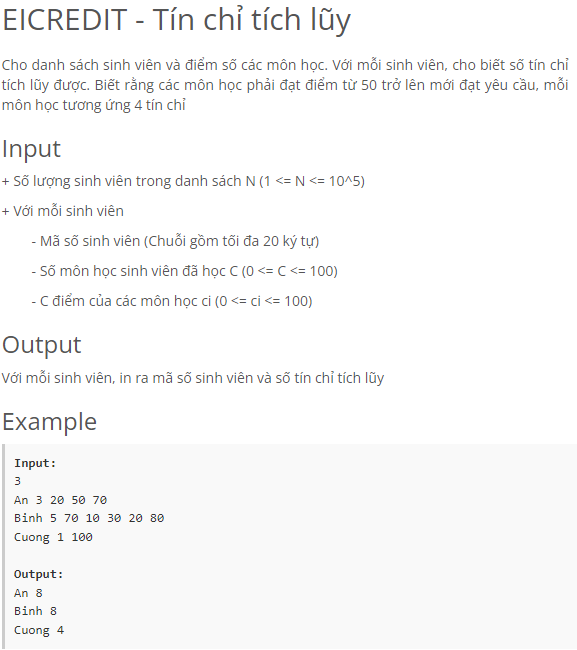 EICREDIT - Tín chỉ tích lũy
Cho danh sách sinh viên và điểm số các môn học. Với mỗi sinh viên, cho biết số tín chỉ
tích lũy được. Biết rằng các môn học phải đạt điểm từ 50 trở lên mới đạt yêu cầu, mỗi
môn học tương ứng 4 tín chỉ
Input
+ Số lượng sinh viên trong danh sách N (1 <= N <= 10^5)
+ Với mỗi sinh viên
- Mã số sinh viên (Chuỗi gồm tối đa 20 ký tự)
- Số môn học sinh viên đã học C (0 <= C <= 100)
- C điểm của các môn học ci (0 <= ci <= 100)
Output
Với mỗi sinh viên, in ra mã số sinh viên và số tín chỉ tích lũy
Example
Input:
3
An 3 20 50 70
Binh 5 70 10 30 20 80
Cuong 1 100
Output:
An 8
Binh 8
Cuong 4